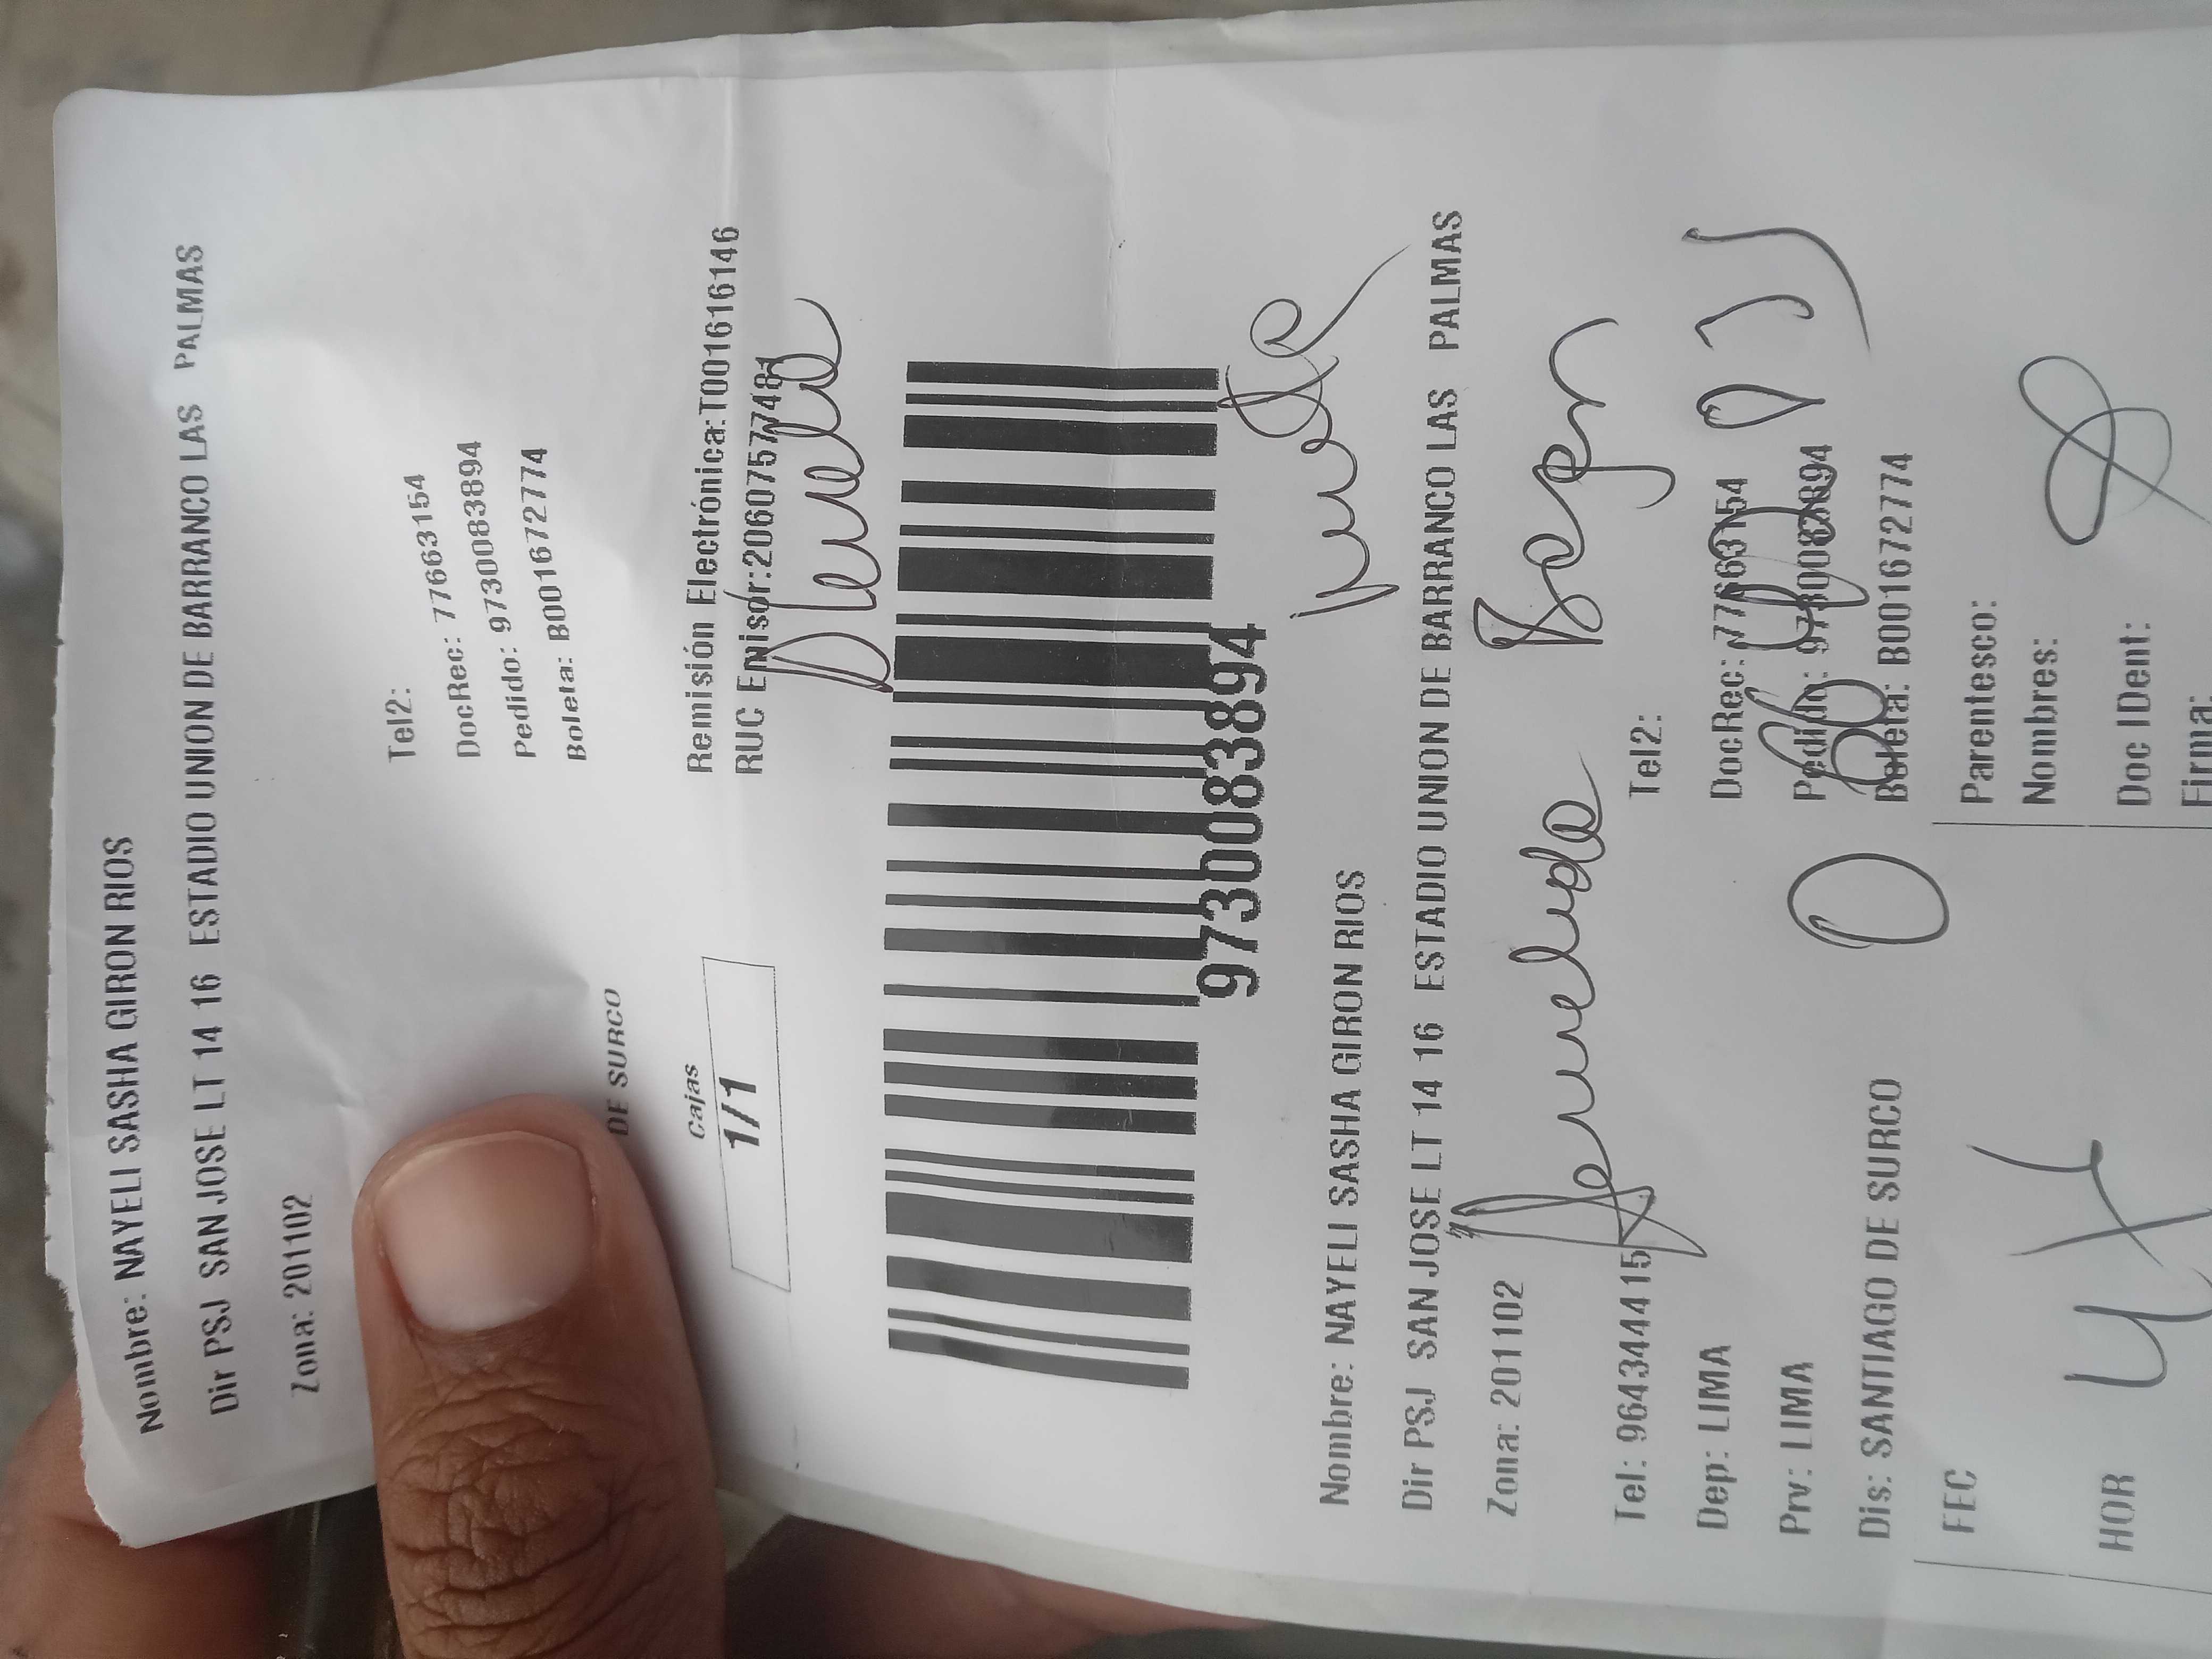 Nombre: NAYELI SASHA GIRON RIOS
Dir PSJ SAN JOSE LT 14 16 ESTADIO UNION DE BARRANCO LAS PALMAS
Zona: 201102
Tel2:
DocRec: 77663154
Pedido: 9730083894
Boleta: B001672774
DE SURCO
Cajas
1/1
Remisión Electrónica:T001616146
RUC Emisor:20607577481
9730083894
Nombre: NAYELI SASHA GIRON RIOS
Dir PSJ SAN JOSE LT 14 16 ESTADIO UNION DE BARRANCO LAS PALMAS
Zona: 201102
Tel: 964344415
Tel2:
Dep: LIMA
DocRec: 77663154
Prv: LIMA
Pedido: 9730083894
Dis: SANTIAGO DE SURCO
Boleta: B001672774
FEC
Parentesco:
Nombres:
HOR
Doc IDent:
Firma: